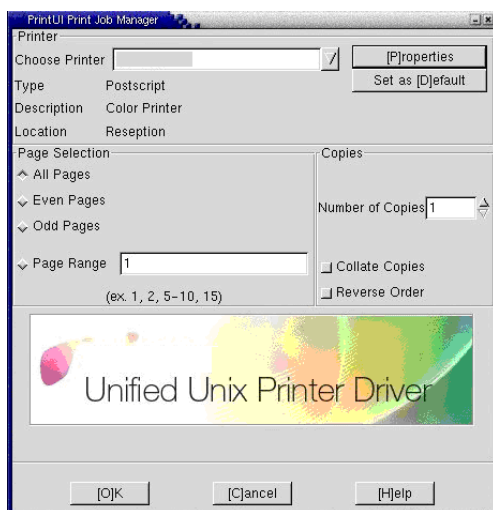 PrintUI Print Job Manager
Printer
Choose Printer
[P]roperties
Set as [D]efault
Type Postscript
Description Color Printer
Location Reseption
Page Selection
All Pages
Even Pages
Odd Pages
Page Range 1
(ex. 1, 2, 5-10, 15)
Copies
Number of Copies 1
Collate Copies
Reverse Order
Unified Unix Printer Driver
[O]K [C]ancel [H]elp